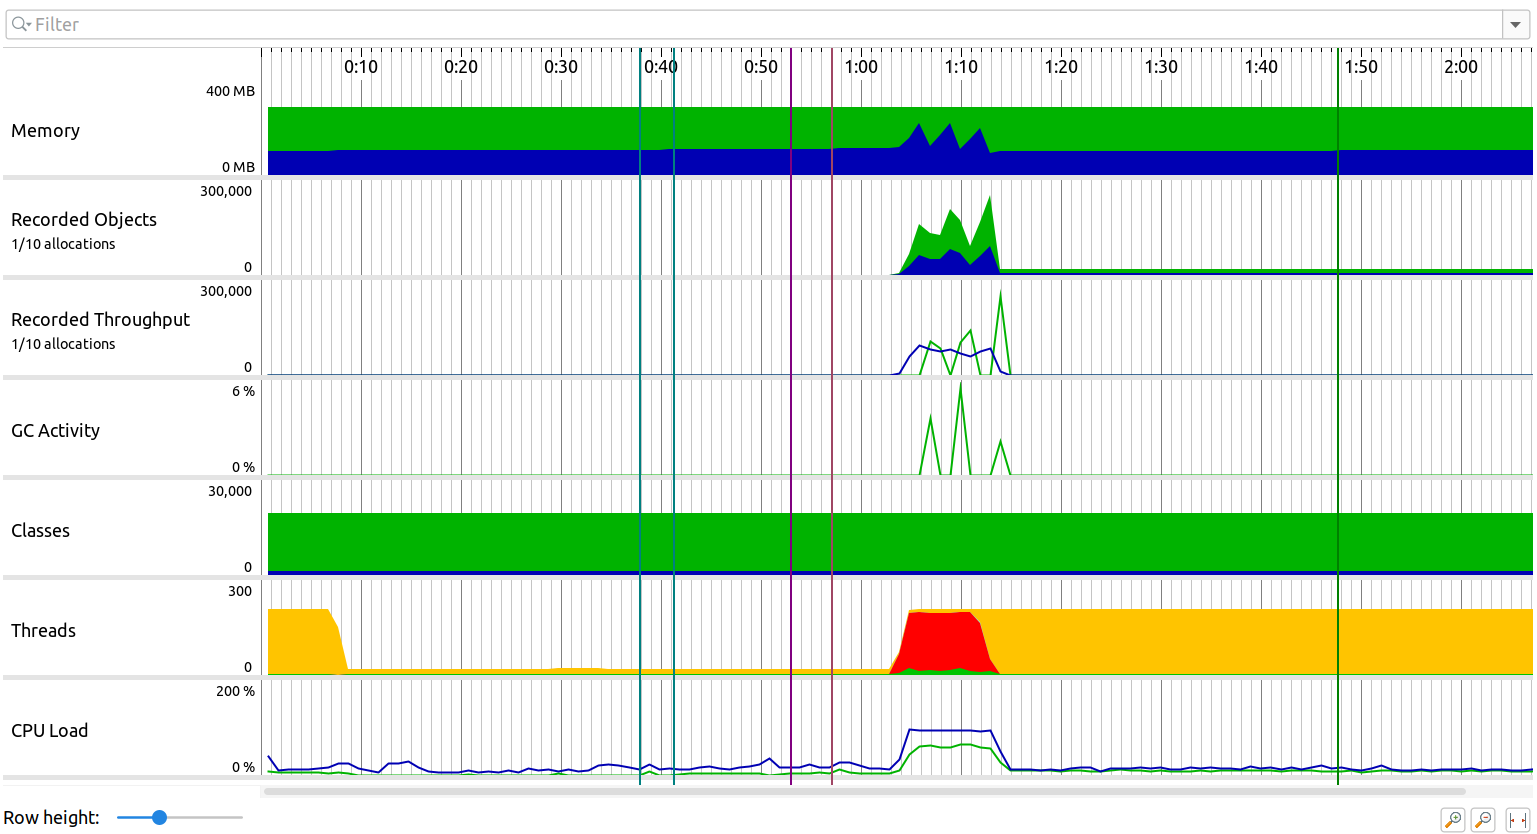 Filter
0:10 0:20 0:30 0:40 0:50 1:00 1:10 1:20 1:30 1:40 1:50 2:00
400 MB
Memory
0 MB
300,000
Recorded Objects
1/10 allocations
0
300,000
Recorded Throughput
1/10 allocations
0
6 %
GC Activity
0 %
30,000
Classes
0
300
Threads
0
200 %
CPU Load
0 %
Row height: